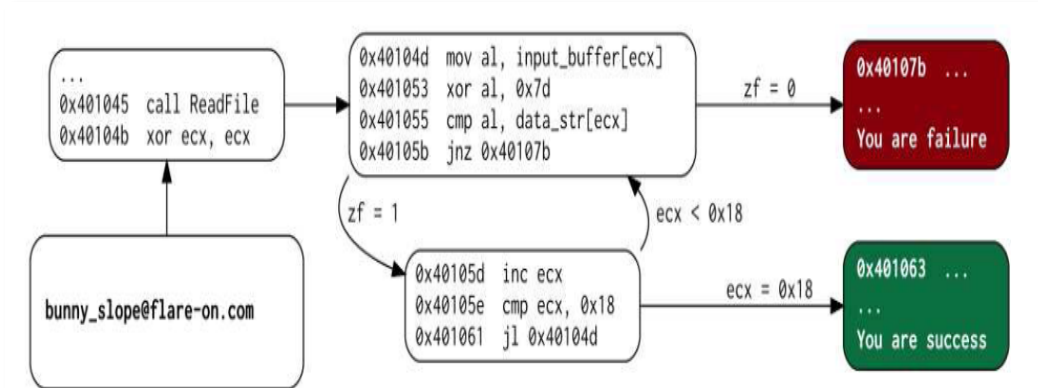 ...
0x401045 call ReadFile
0x40104b xor ecx, ecx
bunny_slope@flare-on.com
0x40104d mov al, input_buffer[ecx]
0x401053 xor al, 0x7d
0x401055 cmp al, data_str[ecx]
0x40105b jnz 0x40107b
zf = 0
0x40107b ...
...
You are failure
zf = 1
ecx < 0x18
0x40105d inc ecx
0x40105e cmp ecx, 0x18
0x401061 jl 0x40104d
ecx = 0x18
0x401063 ...
...
You are success